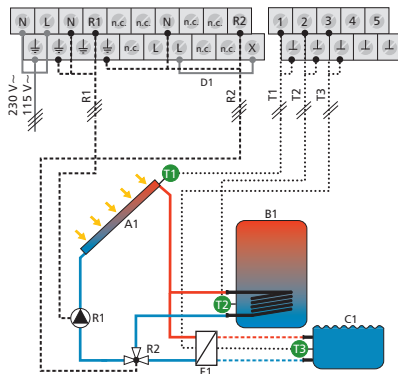 N L n.c. R1 n.c. n.c. N n.c. n.c. R2 1 2 3 4 5
n.c. n.c. L L n.c. X
D1
230 V~
115 V~
R1
R2
T1
T2
T3
T1
A1
B1
T2
R1
C1
R2
T3
F1